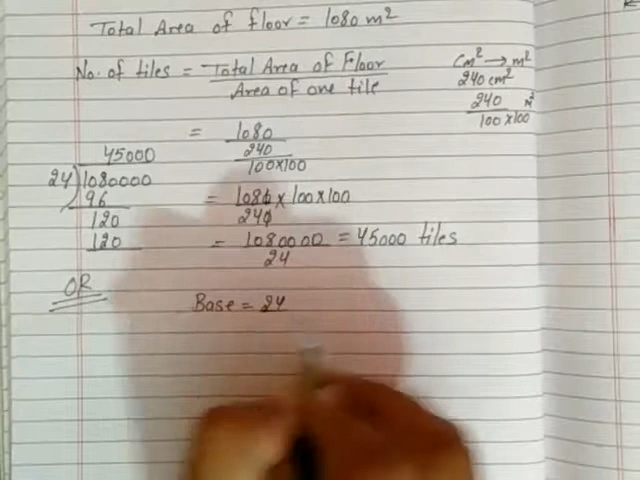 Total Area of floor = 1080 m²
No. of tiles = Total Area of Floor
Area of one tile
cm² → m²
240 cm²
240 m²
100×100
= 1080
240
100×100
45000
24)1080000
96
120
120
= 1080 × 100×100
240
= 1080000 = 45000 tiles
24
OR
Base = 24